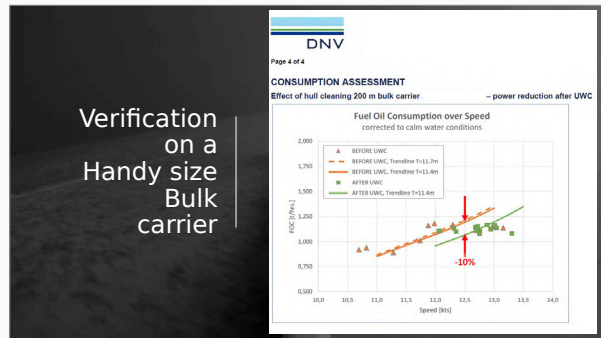 Verification
on a
Handy size
Bulk
carrier
DNV
Page 4 of 4
CONSUMPTION ASSESSMENT
Effect of hull cleaning 200 m bulk carrier – power reduction after UWC
Fuel Oil Consumption over Speed
corrected to calm water conditions
2,000
1,750
1,500
1,250
1,000
0,750
0,500
FOC [t/hrs.]
BEFORE UWC
BEFORE UWC, Trendline T=11.7m
BEFORE UWC, Trendline T=11.4m
AFTER UWC
AFTER UWC, Trendline T=11.4m
-10%
10,0 10,5 11,0 11,5 12,0 12,5 13,0 13,5 14,0
Speed [kts]